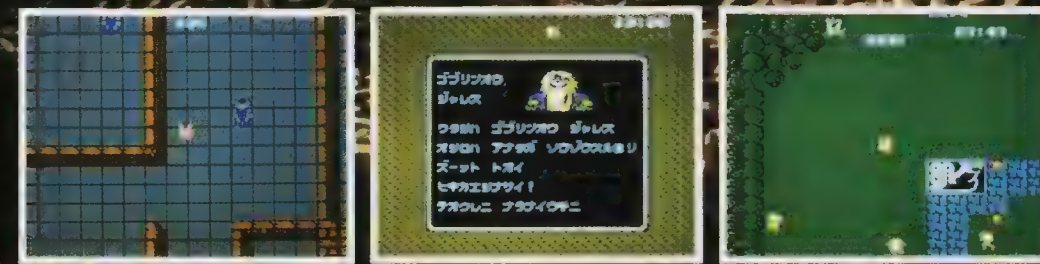 ゴブリンオウ
ジャレス
ワタシハ ゴブリンオウ ジャレス
オシロハ アナタガ ソウゾウスルヨリ
ズーット トオイ
ヒキカエシナサイ!
テオクレニ ナラナイウチニ